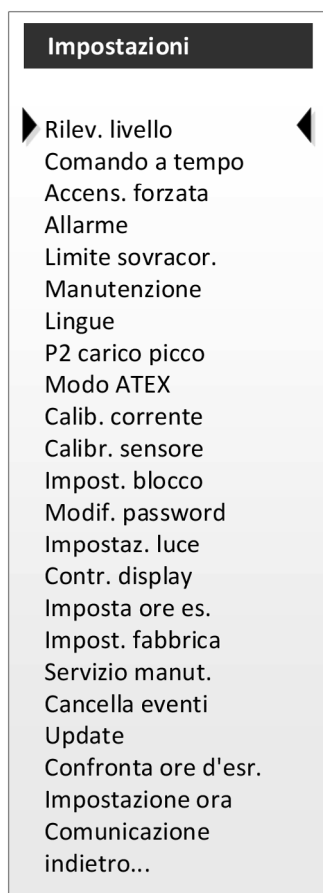 Impostazioni
Rilev. livello
Comando a tempo
Accens. forzata
Allarme
Limite sovracor.
Manutenzione
Lingue
P2 carico picco
Modo ATEX
Calib. corrente
Calibr. sensore
Impost. blocco
Modif. password
Impostaz. luce
Contr. display
Imposta ore es.
Impost. fabbrica
Servizio manut.
Cancella eventi
Update
Confronta ore d'esr.
Impostazione ora
Comunicazione
indietro...